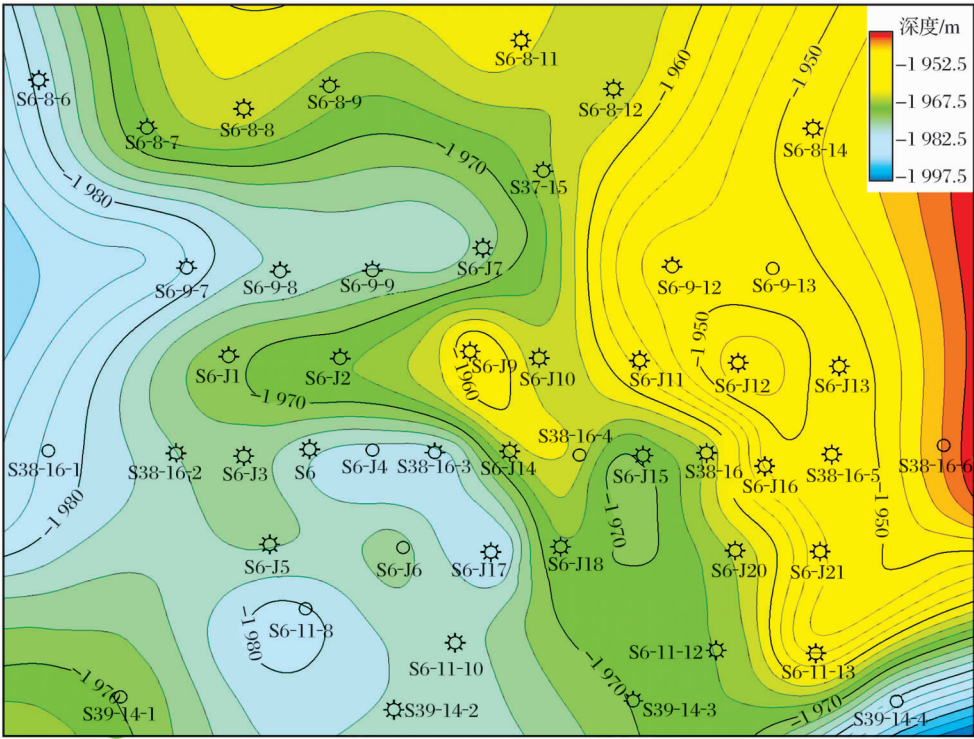 深度/m
−1 952.5
−1 967.5
−1 982.5
−1 997.5
−1 960
−1 950
S6-8-11
S6-8-6
S6-8-9
S6-8-8
S6-8-12
S6-8-7
S6-8-14
−1 970
S37-15
−1 980
S6-J7
S6-9-7
S6-9-8
S6-9-9
S6-9-12
S6-9-13
−1 950
S6-J1
S6-J2
S6-J9
S6-J10
S6-J11
S6-J12
S6-J13
−1960
−1 970
S38-16-4
S38-16-1
S38-16-2
S6-J3
S6
S6-J4
S38-16-3
S6-J14
S6-J15
S38-16
S6-J16
S38-16-5
S38-16-6
−1 980
−1 970
−1 950
S6-J5
S6-J6
S6-J17
S6-J18
S6-J20
S6-J21
S6-11-8
−1 980
S6-11-10
S6-11-12
S6-11-13
−1 970
S39-14-1
S39-14-2
−1 970
S39-14-3
−1 970
S39-14-4